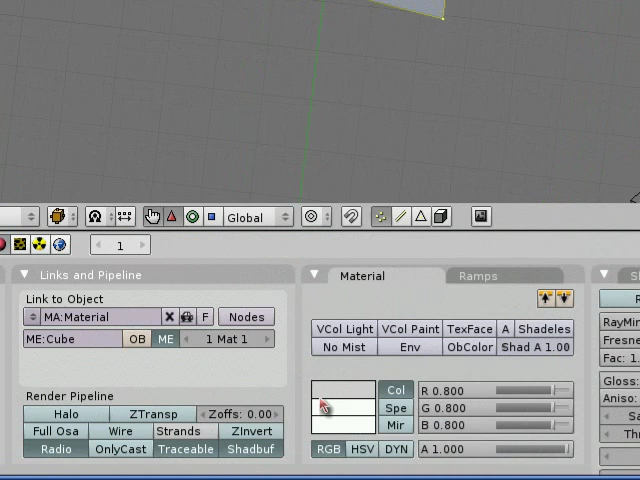 Global
1
Links and Pipeline
Material
Ramps
Link to Object
MA:Material
F
Nodes
ME:Cube
OB
ME
1 Mat 1
VCol Light
VCol Paint
TexFace
A
Shadeles
No Mist
Env
ObColor
Shad A 1.00
RayMir
Fresne
Fac: 1.
Render Pipeline
Halo
ZTransp
Zoffs: 0.00
Full Osa
Wire
Strands
ZInvert
Radio
OnlyCast
Traceable
Shadbuf
Col
R 0.800
Spe
G 0.800
Mir
B 0.800
RGB
HSV
DYN
A 1.000
Gloss:
Aniso:
Sa